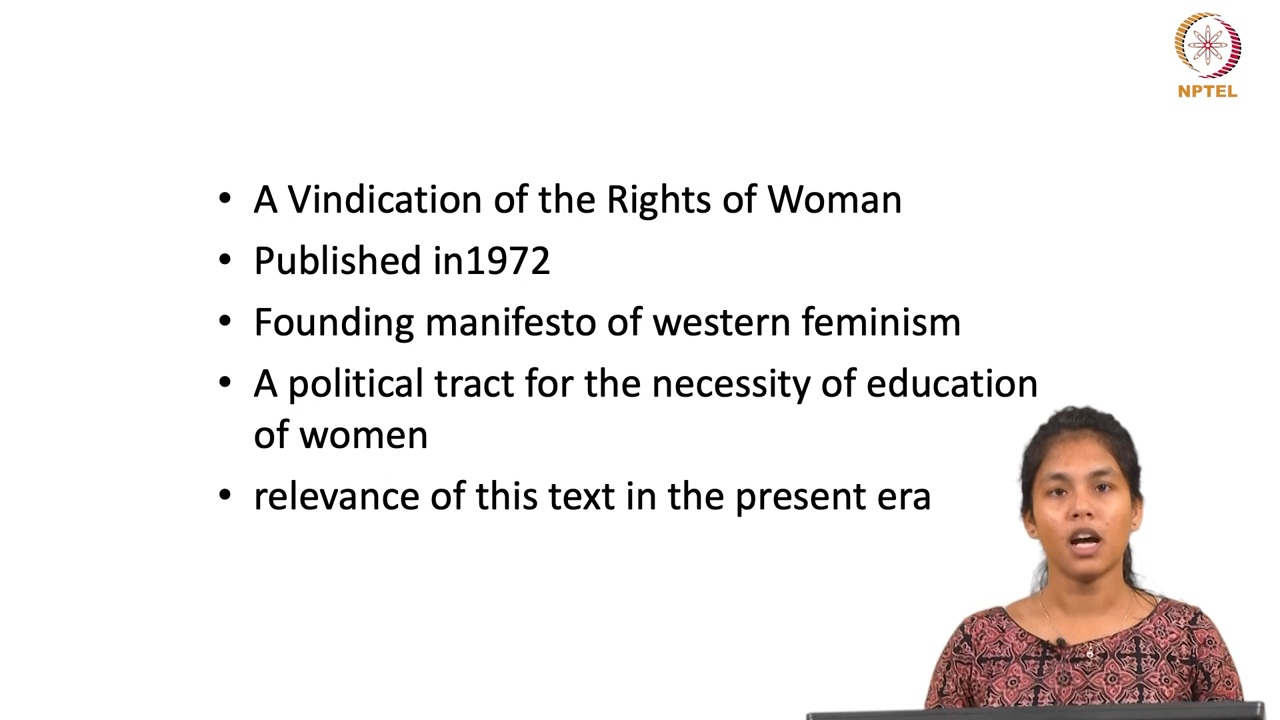 NPTEL
• A Vindication of the Rights of Woman
• Published in1972
• Founding manifesto of western feminism
• A political tract for the necessity of education
of women
• relevance of this text in the present era